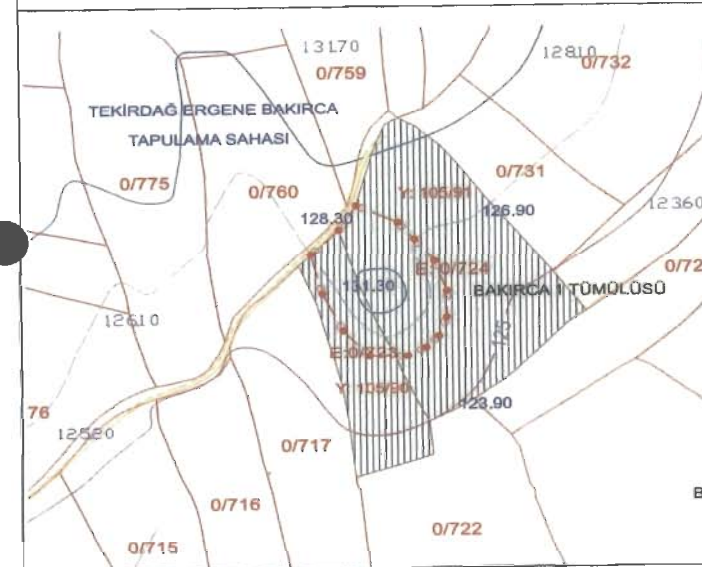 13170
12810
0/732
0/759
TEKİRDAĞ ERGENE BAKIRCA
TAPULAMA SAHASI
0/731
0/775
0/760
Y: 105/91
126.90
12360
128.30
E: 0/724
0/72
131.30
BAKIRCA 1 TÜMÜLÜSÜ
12610
125
E:0/723
Y: 105/90
123.90
76
12520
0/717
0/716
B
0/722
0/715